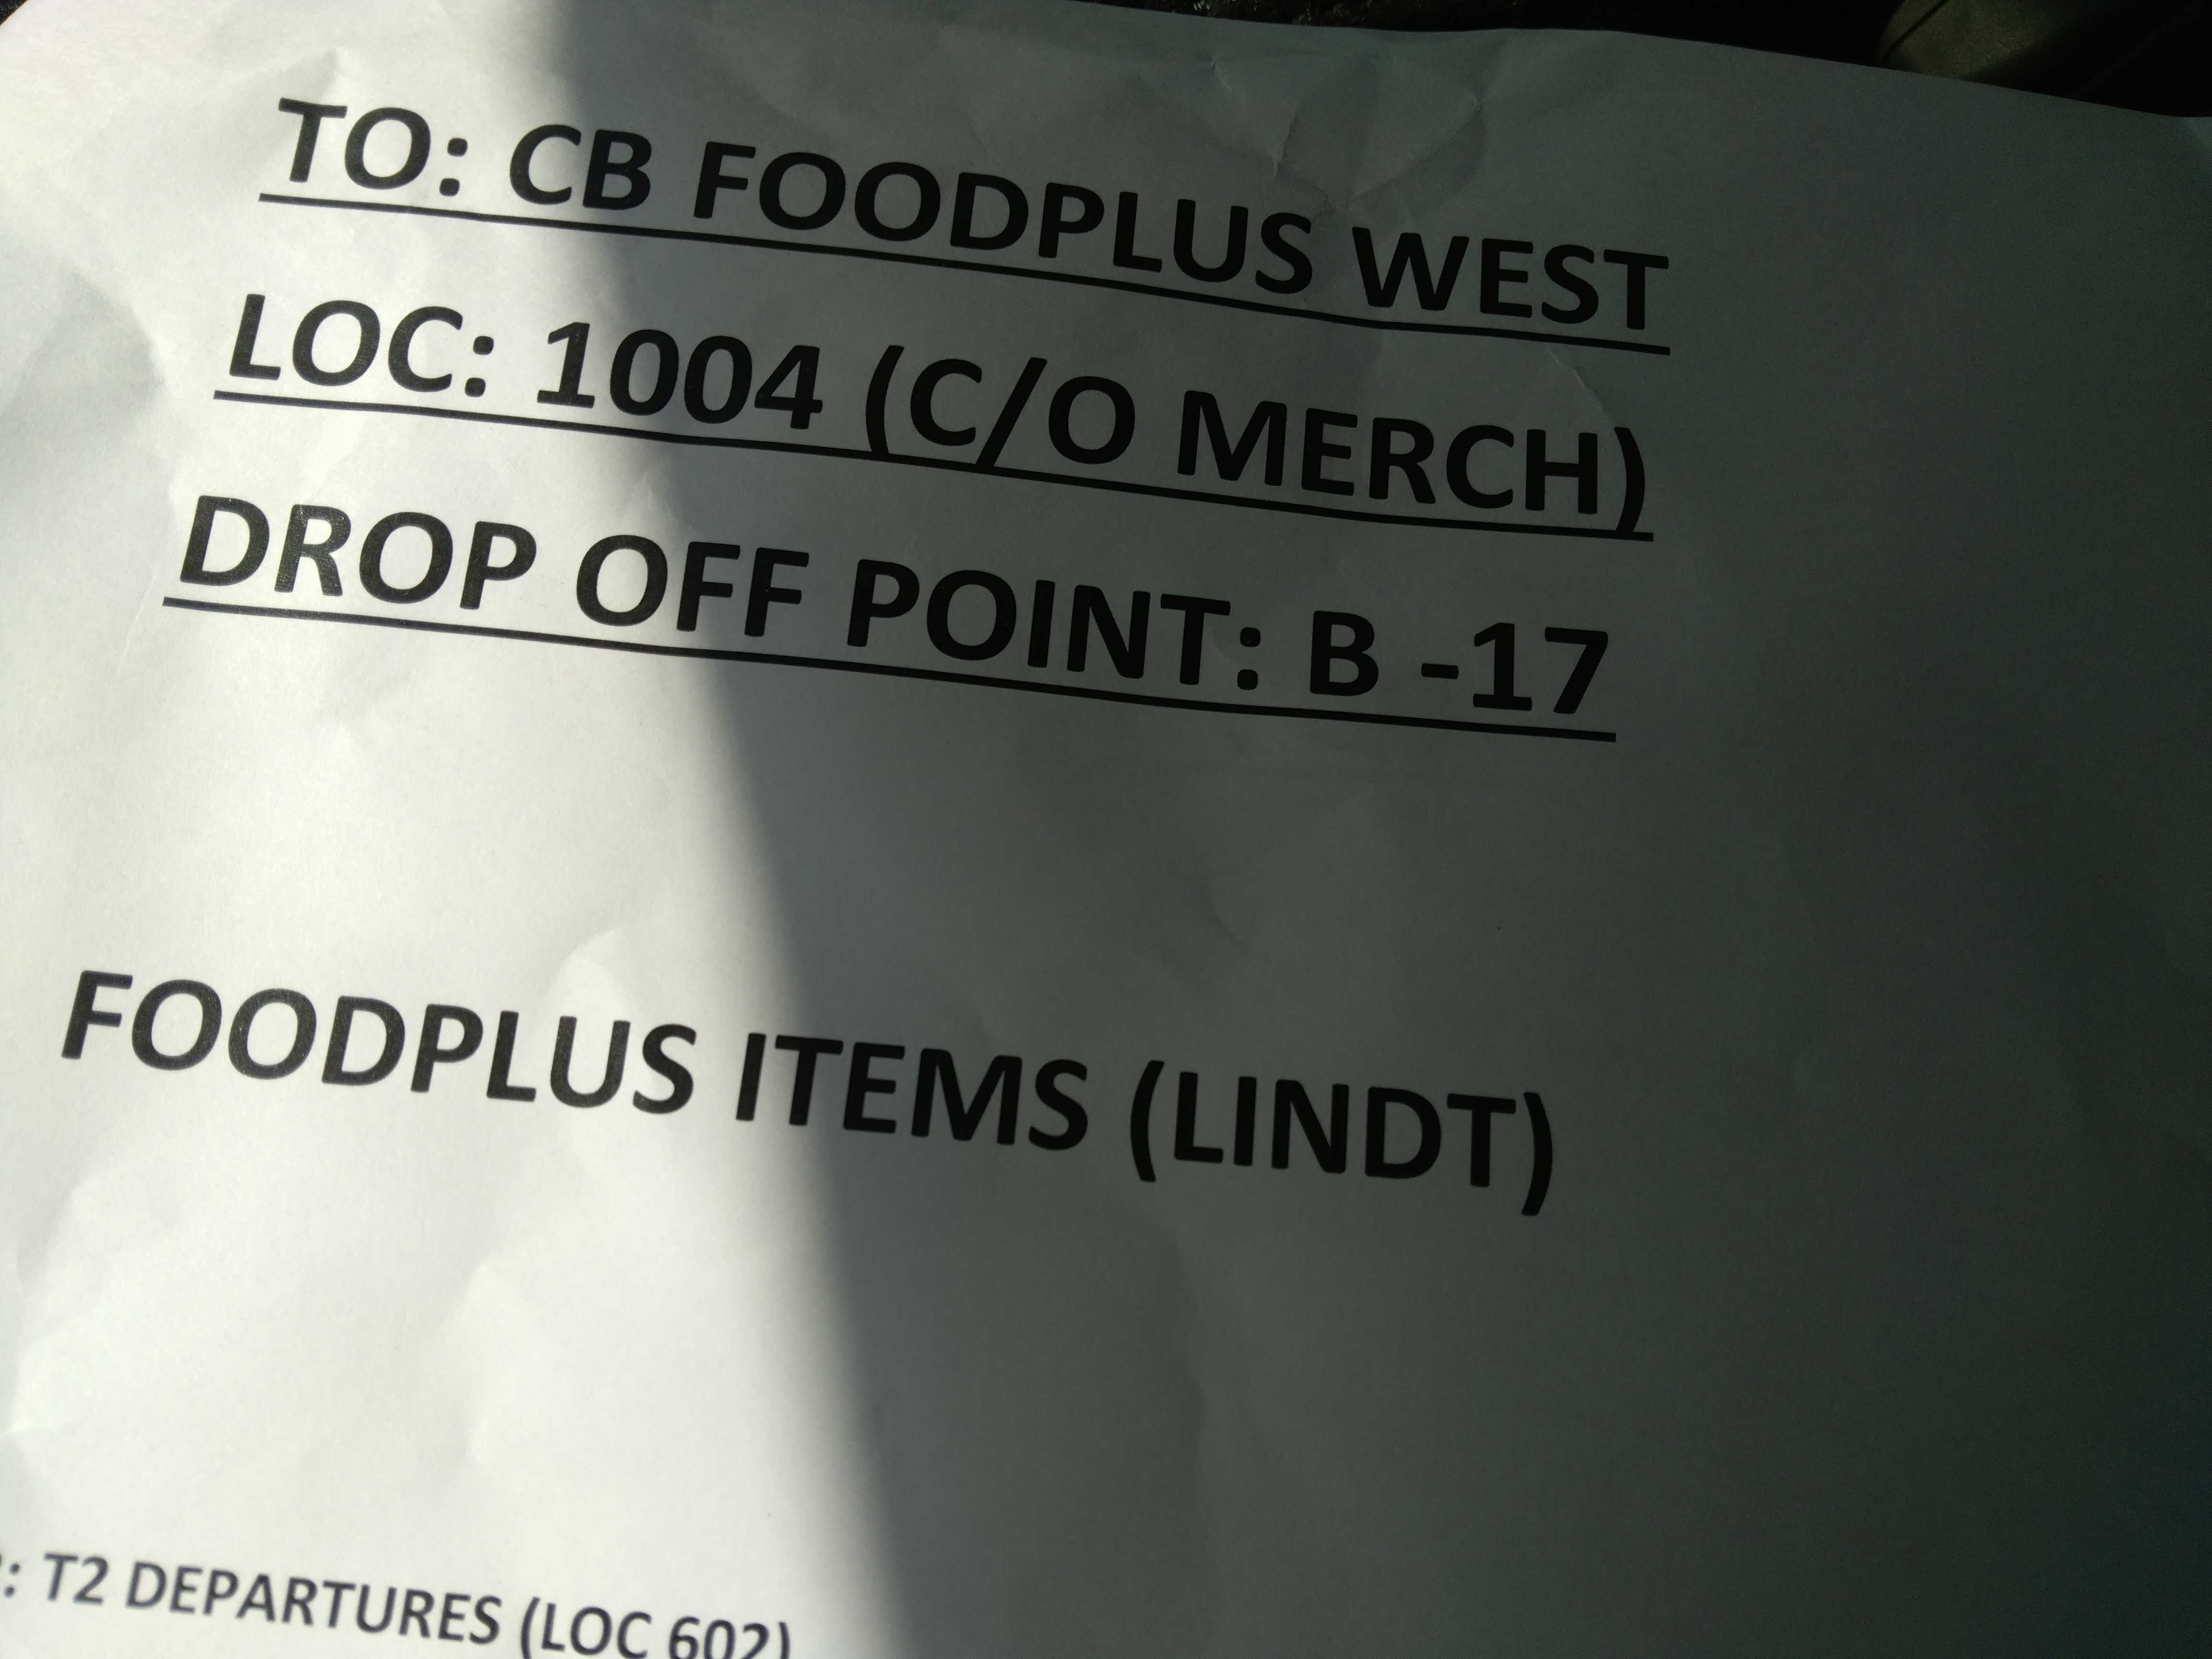 TO: CB FOODPLUS WEST
LOC: 1004 (C/O MERCH)
DROP OFF POINT: B -17
FOODPLUS ITEMS (LINDT)
: T2 DEPARTURES (LOC 602)